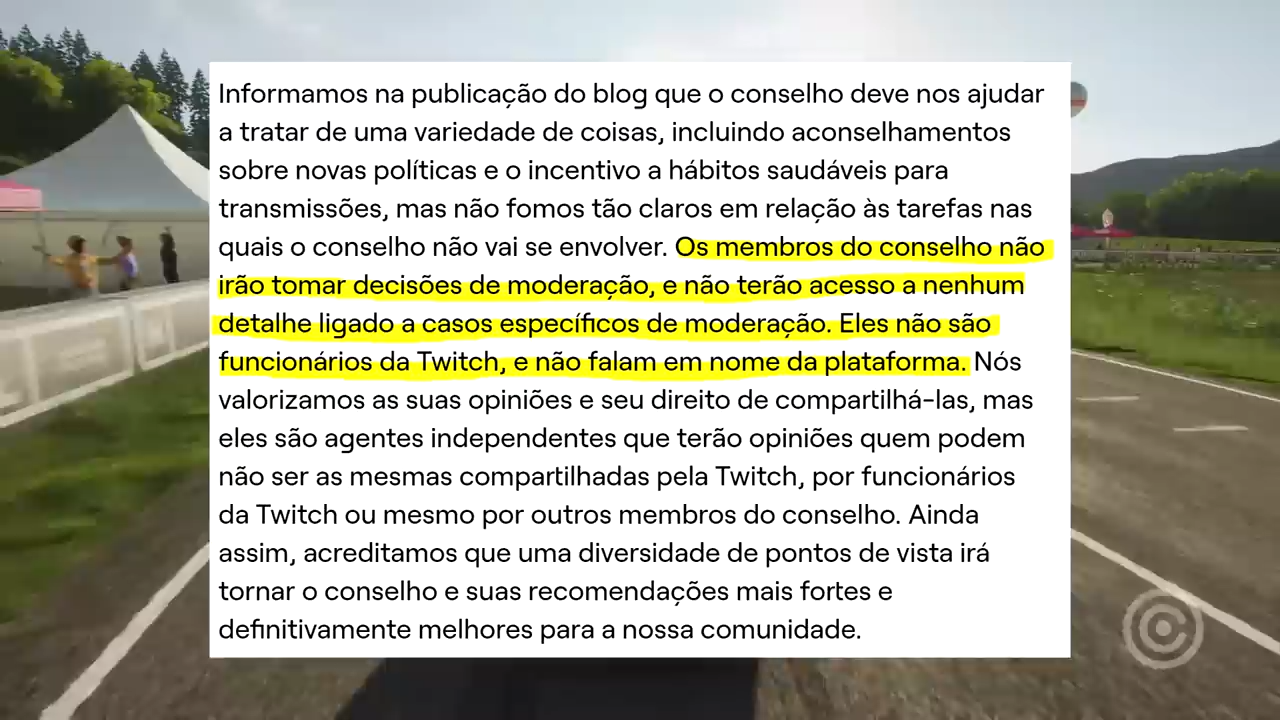 Informamos na publicação do blog que o conselho deve nos ajudar
a tratar de uma variedade de coisas, incluindo aconselhamentos
sobre novas políticas e o incentivo a hábitos saudáveis para
transmissões, mas não fomos tão claros em relação às tarefas nas
quais o conselho não vai se envolver. Os membros do conselho não
irão tomar decisões de moderação, e não terão acesso a nenhum
detalhe ligado a casos específicos de moderação. Eles não são
funcionários da Twitch, e não falam em nome da plataforma. Nós
valorizamos as suas opiniões e seu direito de compartilhá-las, mas
eles são agentes independentes que terão opiniões quem podem
não ser as mesmas compartilhadas pela Twitch, por funcionários
da Twitch ou mesmo por outros membros do conselho. Ainda
assim, acreditamos que uma diversidade de pontos de vista irá
tornar o conselho e suas recomendações mais fortes e
definitivamente melhores para a nossa comunidade.